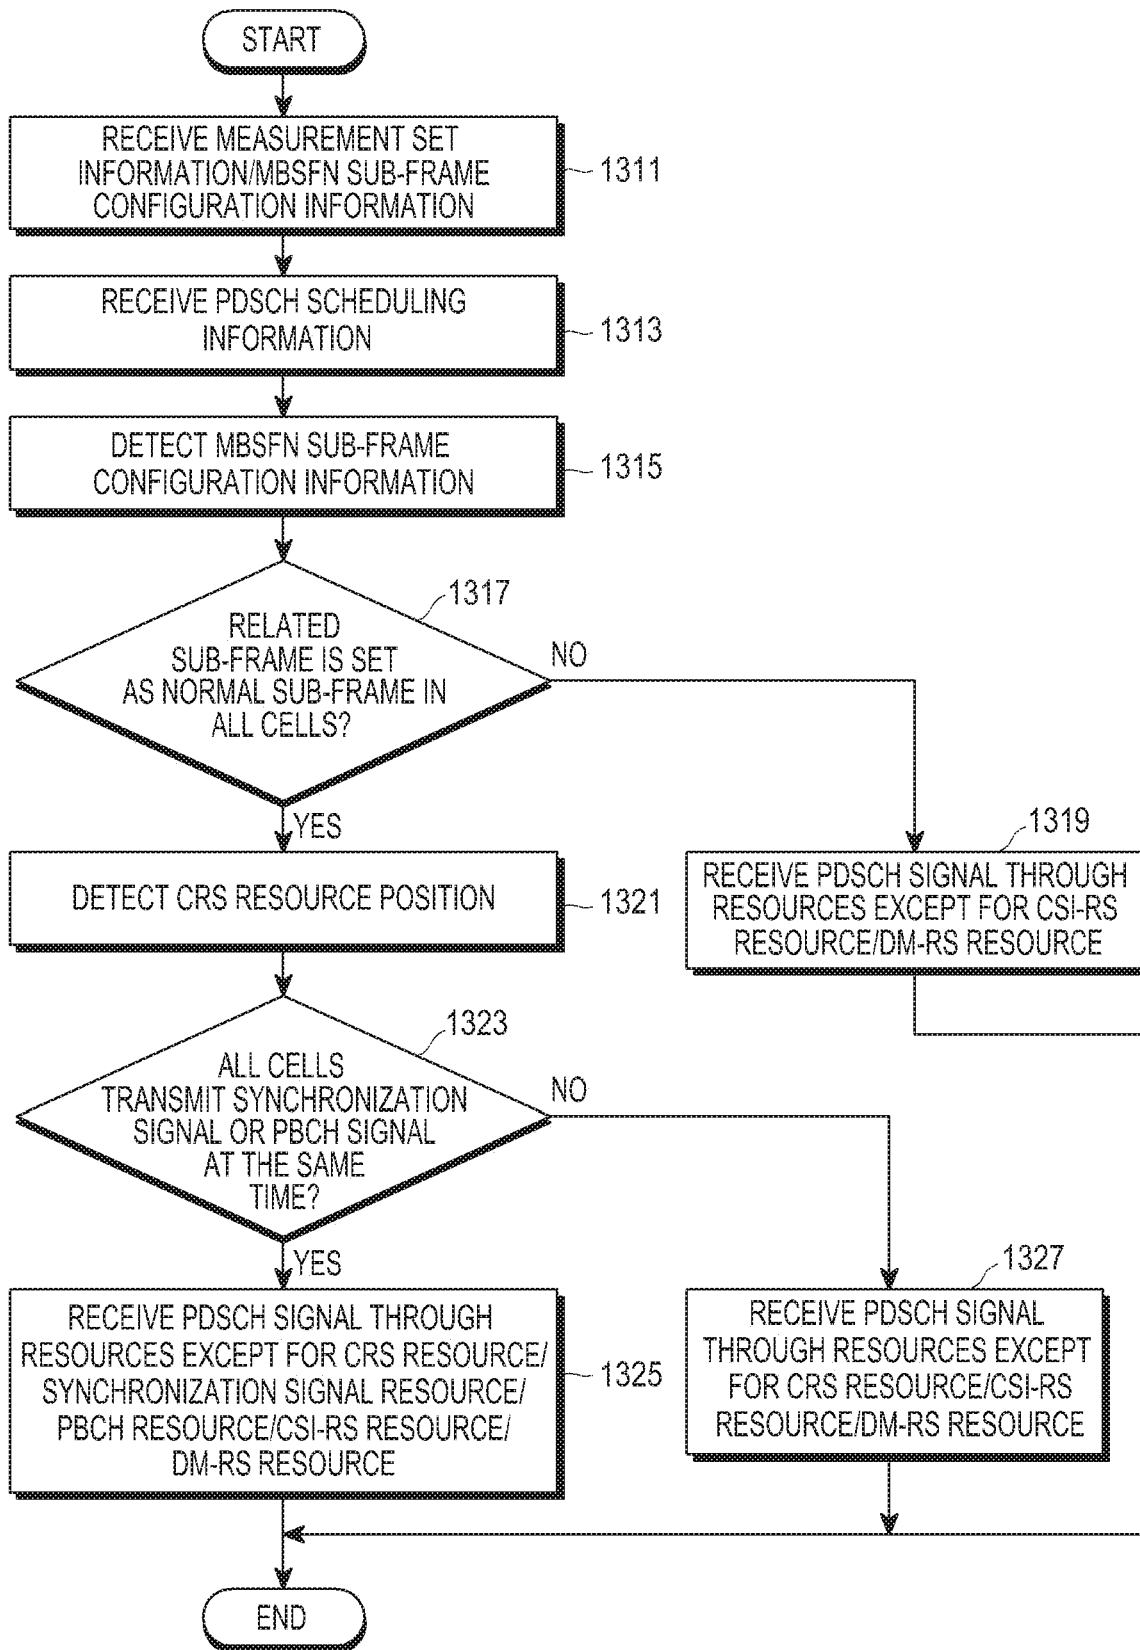 START
RECEIVE MEASUREMENT SET
INFORMATION/MBSFN SUB-FRAME
CONFIGURATION INFORMATION
1311
RECEIVE PDSCH SCHEDULING
INFORMATION
1313
DETECT MBSFN SUB-FRAME
CONFIGURATION INFORMATION
1315
1317
RELATED
SUB-FRAME IS SET
AS NORMAL SUB-FRAME IN
ALL CELLS?
NO
YES
1319
RECEIVE PDSCH SIGNAL THROUGH
RESOURCES EXCEPT FOR CSI-RS
RESOURCE/DM-RS RESOURCE
DETECT CRS RESOURCE POSITION
1321
1323
ALL CELLS
TRANSMIT SYNCHRONIZATION
SIGNAL OR PBCH SIGNAL
AT THE SAME
TIME?
NO
YES
RECEIVE PDSCH SIGNAL THROUGH
RESOURCES EXCEPT FOR CRS RESOURCE/
SYNCHRONIZATION SIGNAL RESOURCE/
PBCH RESOURCE/CSI-RS RESOURCE/
DM-RS RESOURCE
1325
1327
RECEIVE PDSCH SIGNAL
THROUGH RESOURCES EXCEPT
FOR CRS RESOURCE/CSI-RS
RESOURCE/DM-RS RESOURCE
END